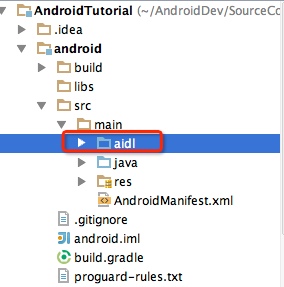 AndroidTutorial (~/AndroidDev/SourceCo
.idea
android
build
libs
src
main
aidl
java
res
AndroidManifest.xml
.gitignore
android.iml
build.gradle
proguard-rules.txt